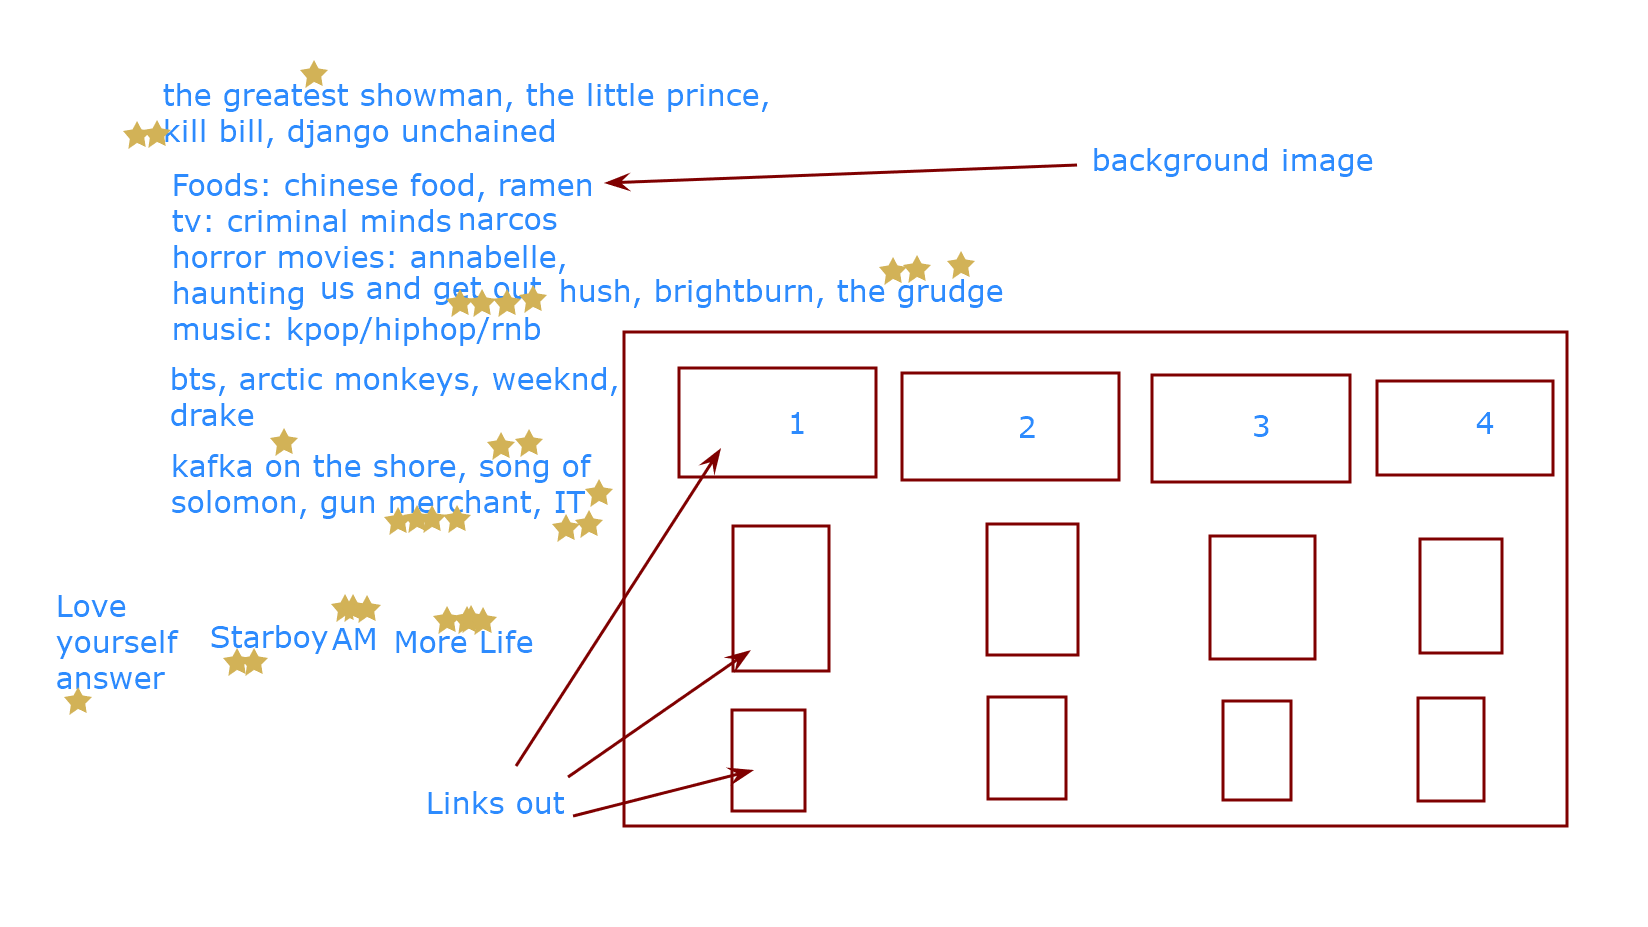 the greatest showman, the little prince,
kill bill, django unchained
background image
Foods: chinese food, ramen
tv: criminal minds narcos
horror movies: annabelle,
haunting us and get out hush, brightburn, the grudge
music: kpop/hiphop/rnb
bts, arctic monkeys, weeknd,
drake
1 2 3 4
kafka on the shore, song of
solomon, gun merchant, IT
Love
yourself
answer
Starboy AM More Life
Links out